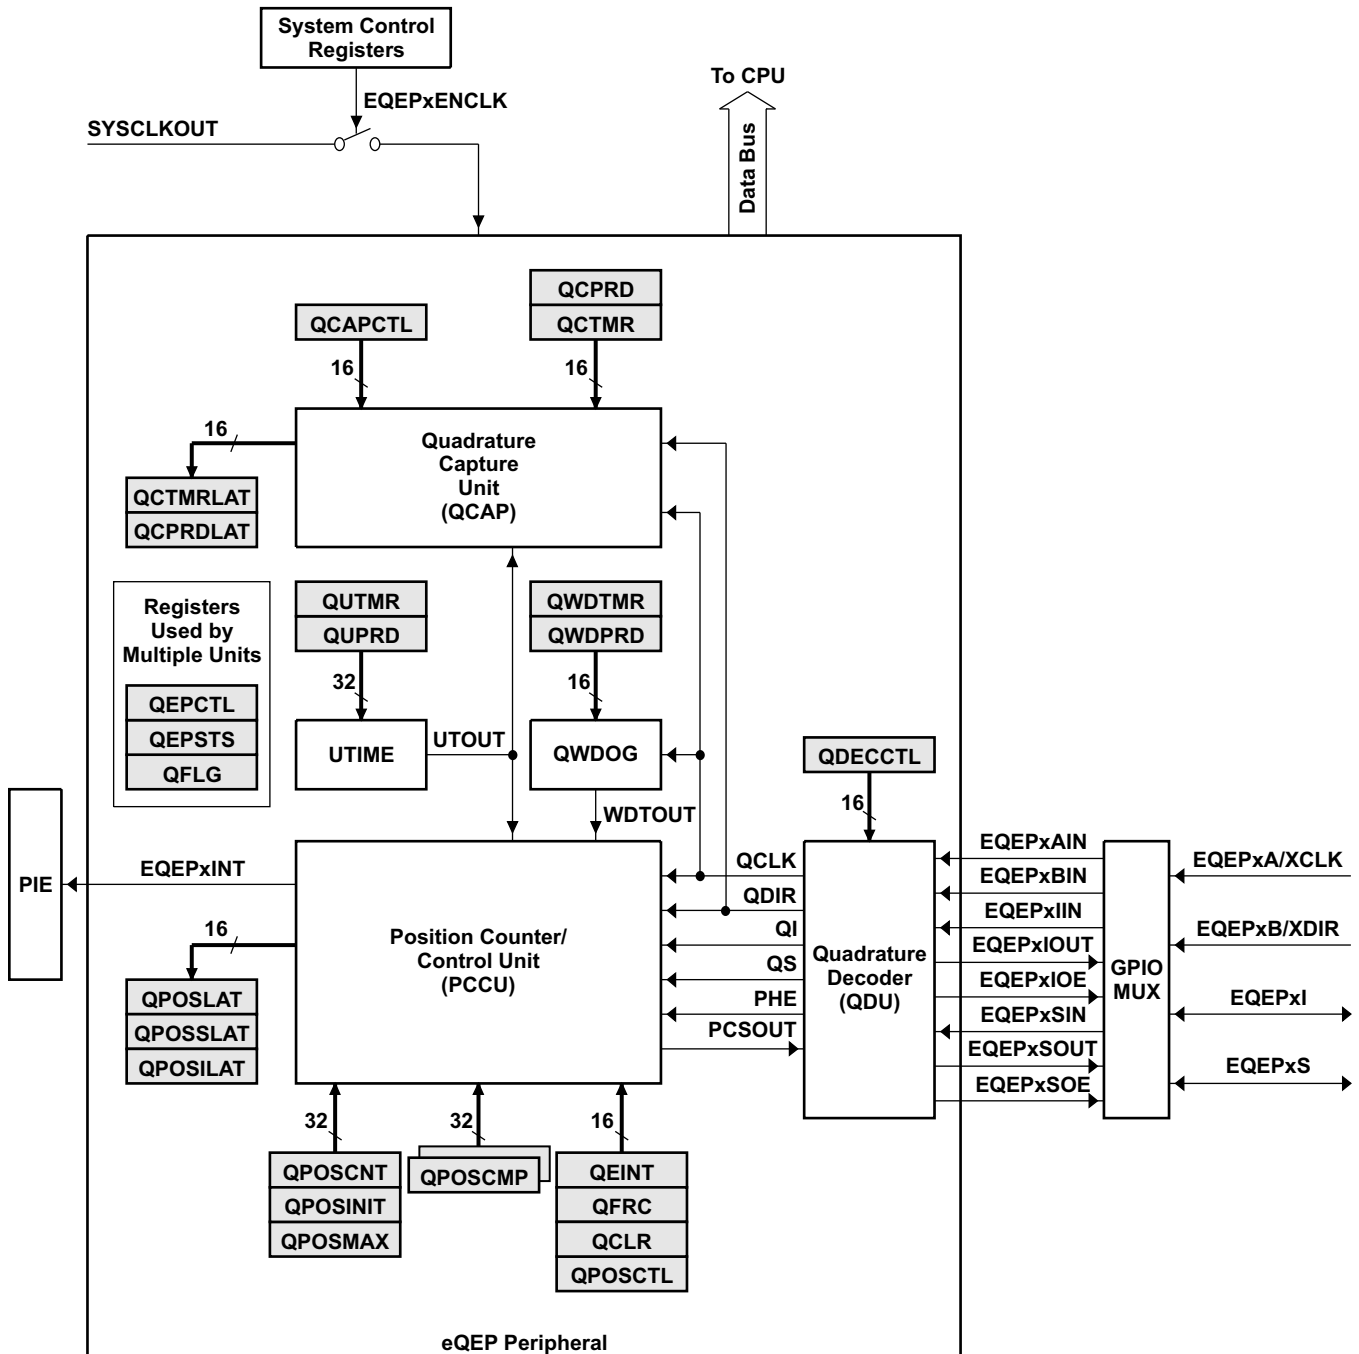 System Control
Registers
To CPU
EQEPxENCLK
SYSCLKOUT
Data Bus
QCPRD
QCAPCTL
QCTMR
16
16
16
Quadrature
Capture
Unit
(QCAP)
QCTMRLAT
QCPRDLAT
Registers
Used by
Multiple Units
QEPCTL
QEPSTS
QFLG
QUTMR
QUPRD
QWDTMR
QWDPRD
32
16
UTIME
UTOUT
QWDOG
QDECCTL
WDTOUT
16
PIE
EQEPxINT
16
Position Counter/
Control Unit
(PCCU)
QCLK
QDIR
QI
QS
PHE
PCSOUT
Quadrature
Decoder
(QDU)
EQEPxAIN
EQEPxBIN
EQEPxIIN
EQEPxIOUT
EQEPxIOE
EQEPxSIN
EQEPxSOUT
EQEPxSOE
GPIO
MUX
EQEPxA/XCLK
EQEPxB/XDIR
EQEPxI
EQEPxS
QPOSLAT
QPOSSLAT
QPOSILAT
32
32
16
QPOSCNT
QPOSINIT
QPOSMAX
QPOSCMP
QEINT
QFRC
QCLR
QPOSCTL
eQEP Peripheral